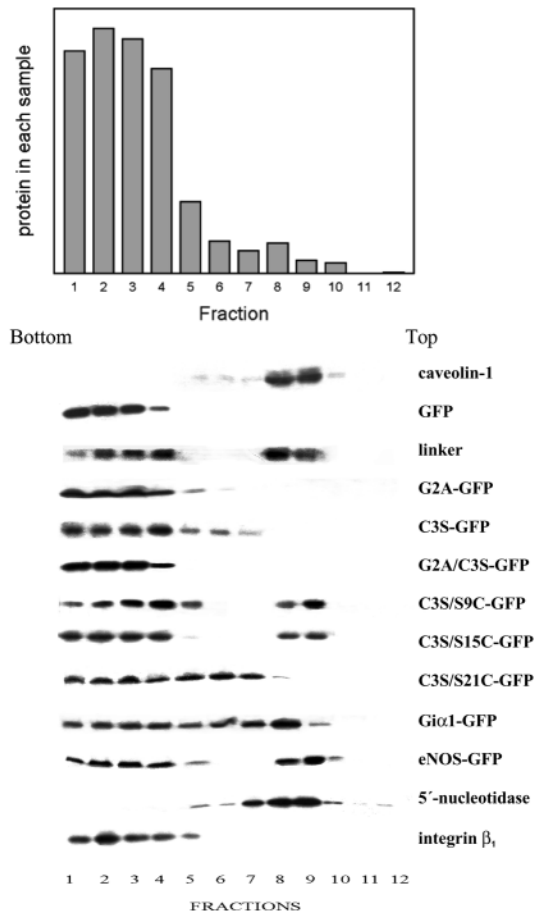 protein in each sample
1 2 3 4 5 6 7 8 9 10 11 12
Fraction
Bottom Top
caveolin-1
GFP
linker
G2A-GFP
C3S-GFP
G2A/C3S-GFP
C3S/S9C-GFP
C3S/S15C-GFP
C3S/S21C-GFP
Giα1-GFP
eNOS-GFP
5´-nucleotidase
integrin β₁
1 2 3 4 5 6 7 8 9 10 11 12
FRACTIONS